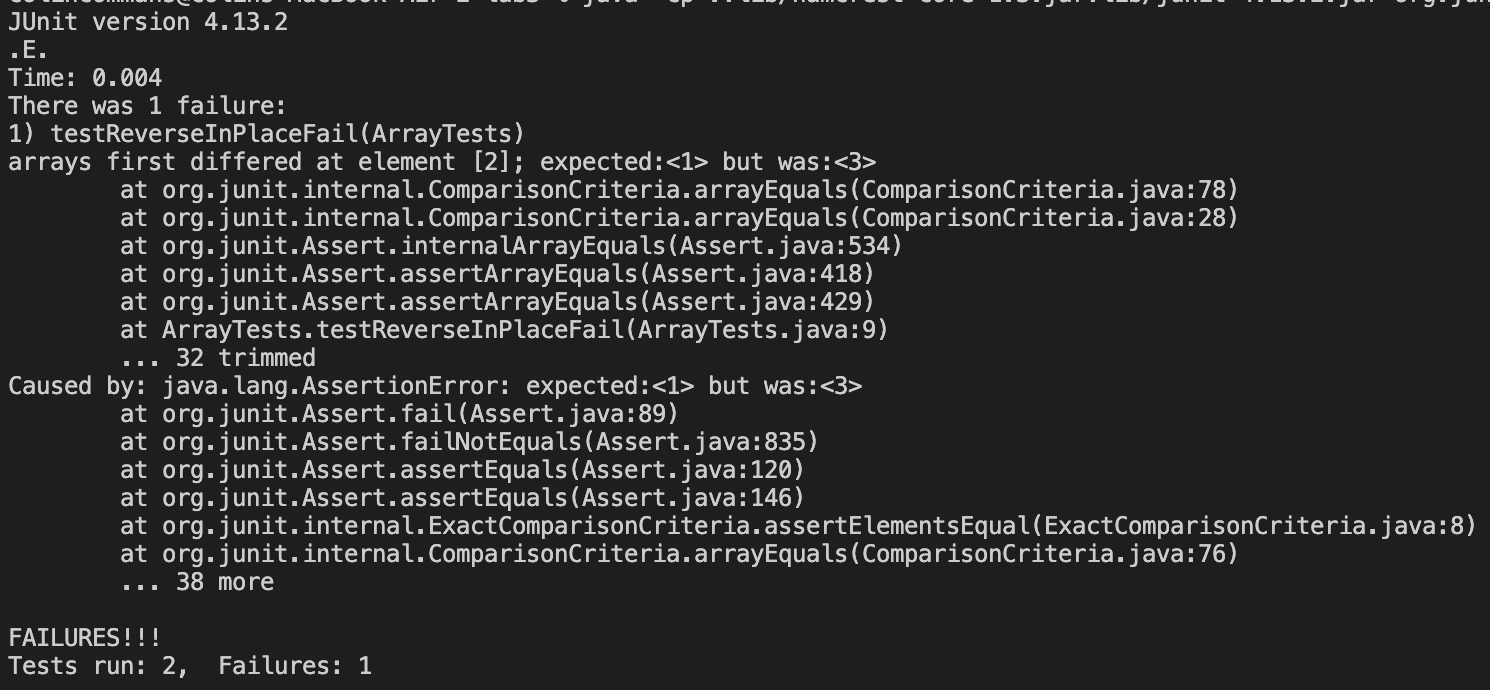 JUnit version 4.13.2
.E.
Time: 0.004
There was 1 failure:
1) testReverseInPlaceFail(ArrayTests)
arrays first differed at element [2]; expected:<1> but was:<3>
        at org.junit.internal.ComparisonCriteria.arrayEquals(ComparisonCriteria.java:78)
        at org.junit.internal.ComparisonCriteria.arrayEquals(ComparisonCriteria.java:28)
        at org.junit.Assert.internalArrayEquals(Assert.java:534)
        at org.junit.Assert.assertArrayEquals(Assert.java:418)
        at org.junit.Assert.assertArrayEquals(Assert.java:429)
        at ArrayTests.testReverseInPlaceFail(ArrayTests.java:9)
        ... 32 trimmed
Caused by: java.lang.AssertionError: expected:<1> but was:<3>
        at org.junit.Assert.fail(Assert.java:89)
        at org.junit.Assert.failNotEquals(Assert.java:835)
        at org.junit.Assert.assertEquals(Assert.java:120)
        at org.junit.Assert.assertEquals(Assert.java:146)
        at org.junit.internal.ExactComparisonCriteria.assertElementsEqual(ExactComparisonCriteria.java:8)
        at org.junit.internal.ComparisonCriteria.arrayEquals(ComparisonCriteria.java:76)
        ... 38 more

FAILURES!!!
Tests run: 2,  Failures: 1